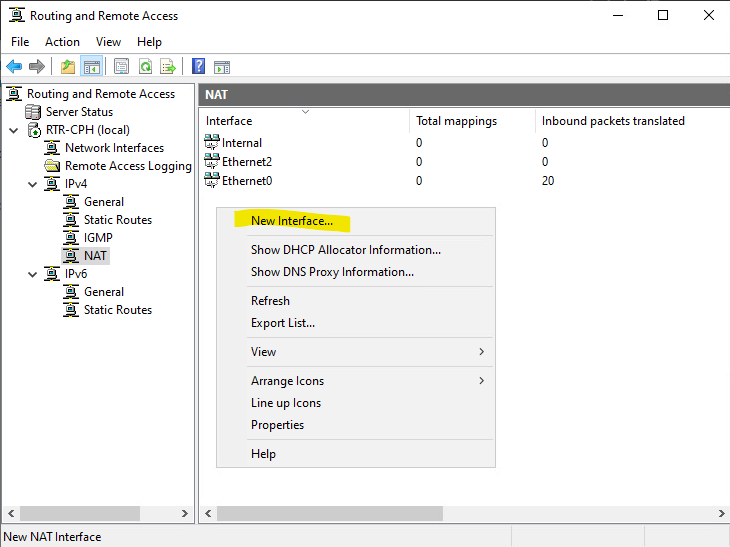 Routing and Remote Access
File Action View Help
Routing and Remote Access
Server Status
RTR-CPH (local)
Network Interfaces
Remote Access Logging
IPv4
General
Static Routes
IGMP
NAT
IPv6
General
Static Routes
NAT
Interface Total mappings Inbound packets translated
Internal 0 0
Ethernet2 0 0
Ethernet0 0 20
New Interface...
Show DHCP Allocator Information...
Show DNS Proxy Information...
Refresh
Export List...
View
Arrange Icons
Line up Icons
Properties
Help
New NAT Interface